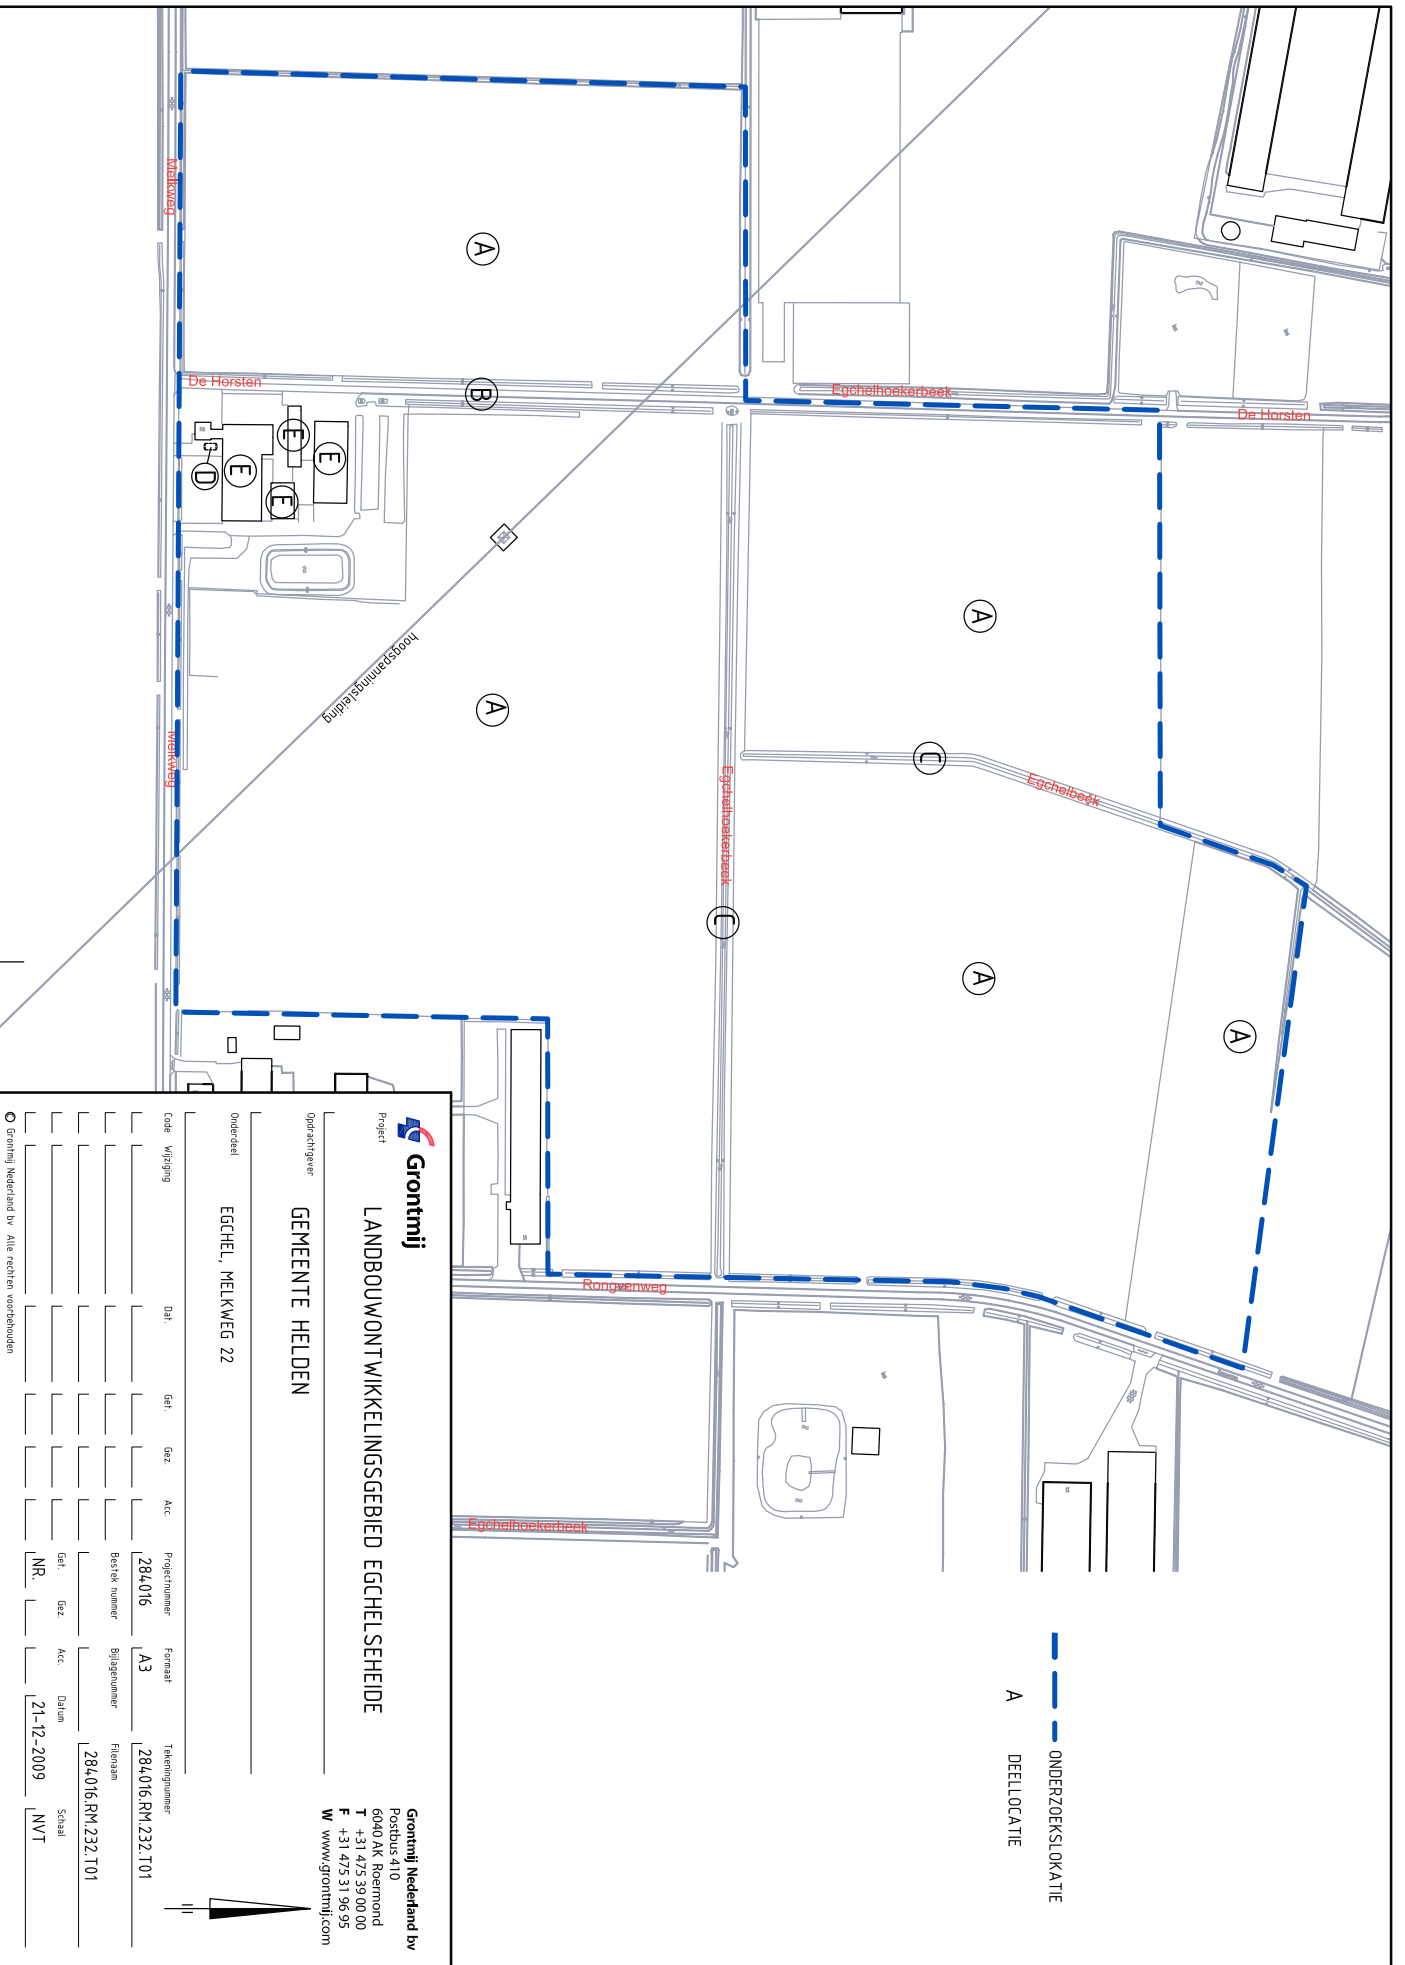 Melkweg
A
De Horsten
B
Egchelhoekerbeek
De Horsten
E
E
E
E
D
hoogspanningsleiding
A
A
C
Egchelbeek
Egchelhoekerbeek
C
A
A
Melkweg
Rongvenweg
Egchelhoekerbeek
ONDERZOEKSLOKATIE
A DEELLOCATIE
Grontmij
Grontmij Nederland bv
Postbus 410
6040 AK Roermond
T +31 475 39 00 00
F +31 475 31 96 95
W www.grontmij.com
Project
LANDBOUWONTWIKKELINGSGEBIED EGCHELSEHEIDE
Opdrachtgever
GEMEENTE HELDEN
Onderdeel
EGCHEL, MELKWEG 22
Code Wijziging Dat. Get. Gez. Acc. Projectnummer Formaat Tekeningnummer
284016 A3 284016.RM.232.T01
Bestek nummer Bijlagenummer Filenaam
284016.RM.232.T01
Get. Gez. Acc. Datum Schaal
NR. 21-12-2009 NVT
© Grontmij Nederland bv Alle rechten voorbehouden